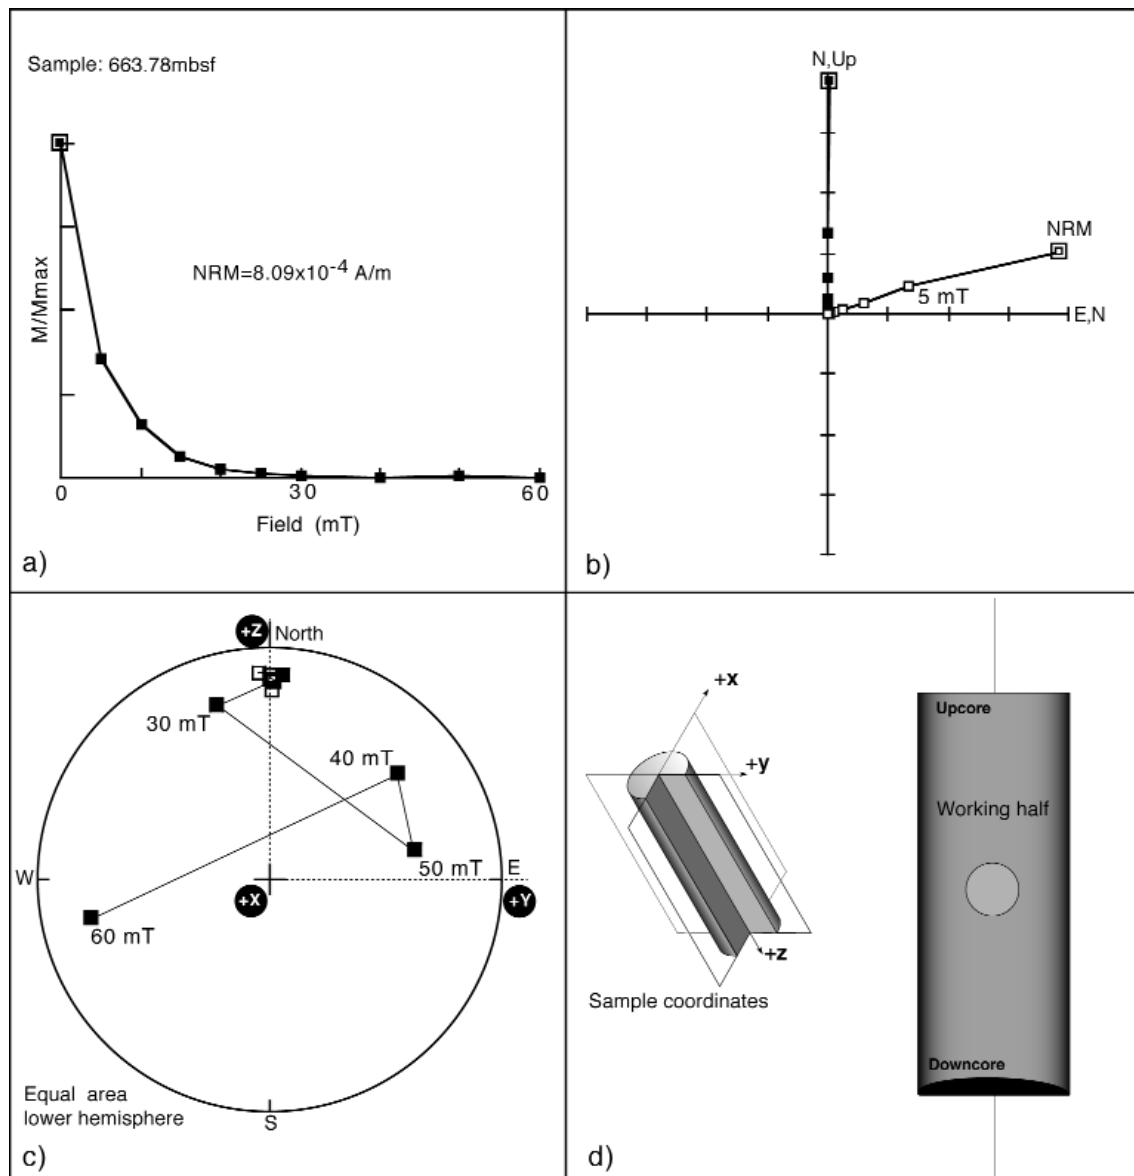 Sample: 663.78mbsf
M/Mmax
NRM=8.09x10-4 A/m
0
30
60
Field (mT)
a)
N,Up
NRM
5 mT
E,N
b)
+Z
North
30 mT
40 mT
W
E
50 mT
+X
+Y
60 mT
Equal area
lower hemisphere
S
c)
+x
+y
+z
Sample coordinates
Upcore
Working half
Downcore
d)